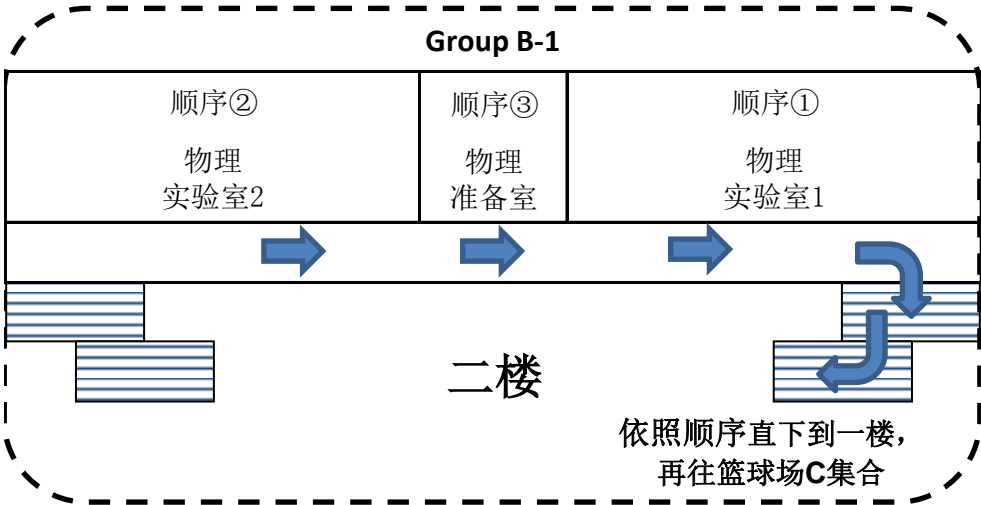 Group B-1
顺序②
物理
实验室2
顺序③
物理
准备室
顺序①
物理
实验室1
二楼
依照顺序直下到一楼，
再往篮球场C集合